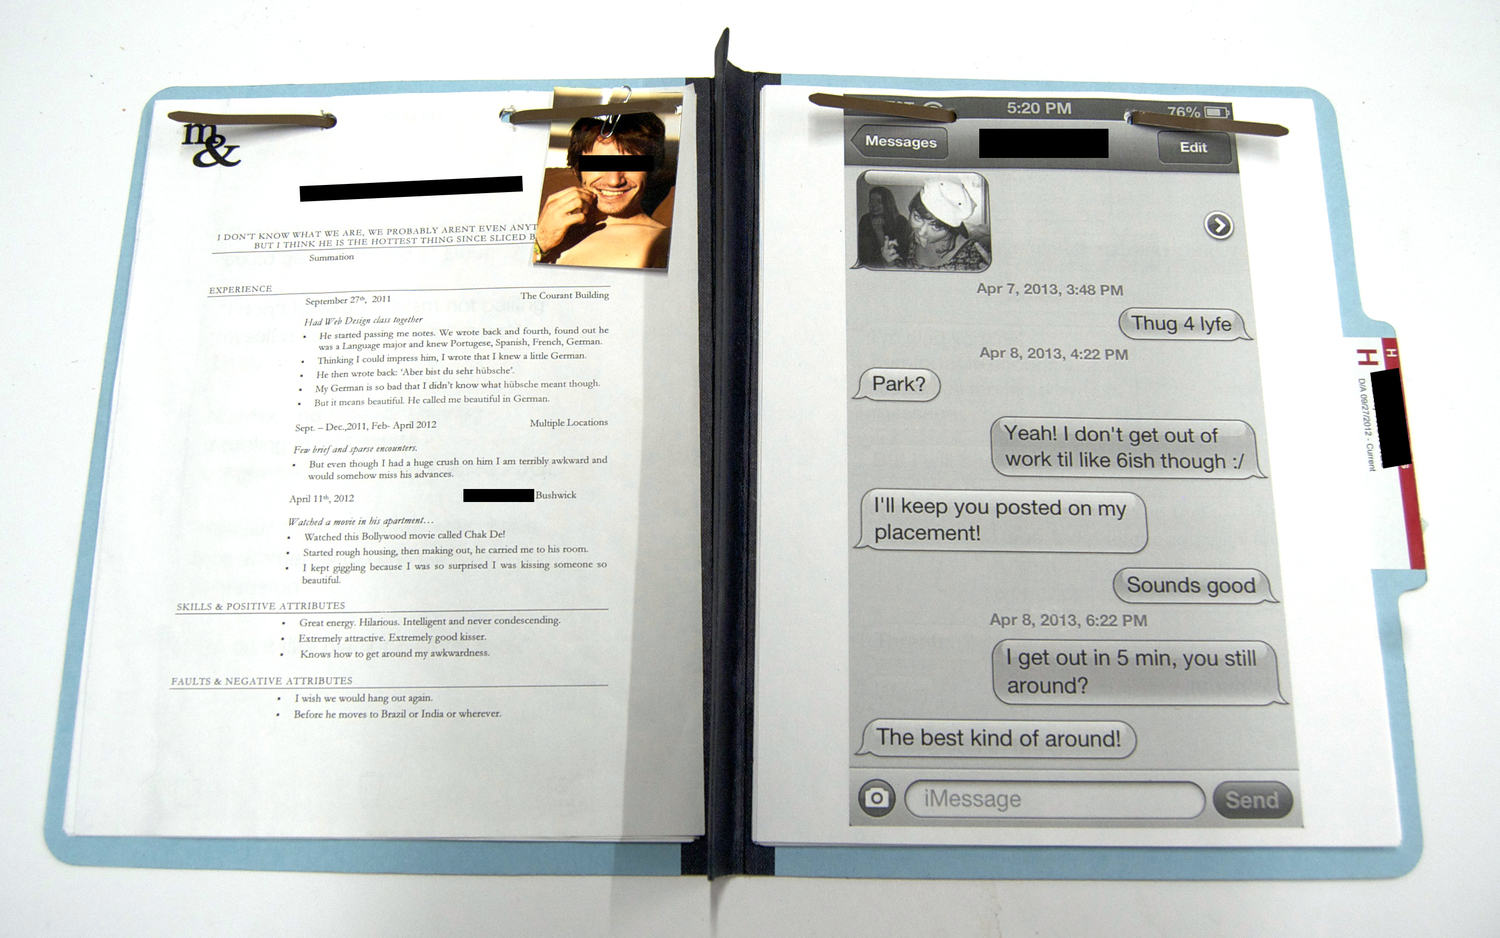 m&
I DON'T KNOW WHAT WE ARE, WE PROBABLY ARENT EVEN ANYT
BUT I THINK HE IS THE HOTTEST THING SINCE SLICED B
Summation
EXPERIENCE
September 27th, 2011 The Courant Building
Had Web Design class together
• He started passing me notes. We wrote back and fourth, found out he
was a Language major and knew Portugese, Spanish, French, German.
• Thinking I could impress him, I wrote that I knew a little German.
• He then wrote back: 'Aber bist du sehr hübsche'.
• My German is so bad that I didn't know what hübsche meant though.
• But it means beautiful. He called me beautiful in German.
Sept. – Dec.,2011, Feb- April 2012 Multiple Locations
Few brief and sparse encounters.
• But even though I had a huge crush on him I am terribly awkward and
would somehow miss his advances.
April 11th, 2012 Bushwick
Watched a movie in his apartment…
• Watched this Bollywood movie called Chak De!
• Started rough housing, then making out, he carried me to his room.
• I kept giggling because I was so surprised I was kissing someone so
beautiful.
SKILLS & POSITIVE ATTRIBUTES
• Great energy. Hilarious. Intelligent and never condescending.
• Extremely attractive. Extremely good kisser.
• Knows how to get around my awkwardness.
FAULTS & NEGATIVE ATTRIBUTES
• I wish we would hang out again.
• Before he moves to Brazil or India or wherever.
5:20 PM 76%
Messages Edit
Apr 7, 2013, 3:48 PM
Thug 4 lyfe
Apr 8, 2013, 4:22 PM
Park?
Yeah! I don't get out of
work til like 6ish though :/
I'll keep you posted on my
placement!
Sounds good
Apr 8, 2013, 6:22 PM
I get out in 5 min, you still
around?
The best kind of around!
iMessage Send
H
H
D/A 09/27/2012 - Current